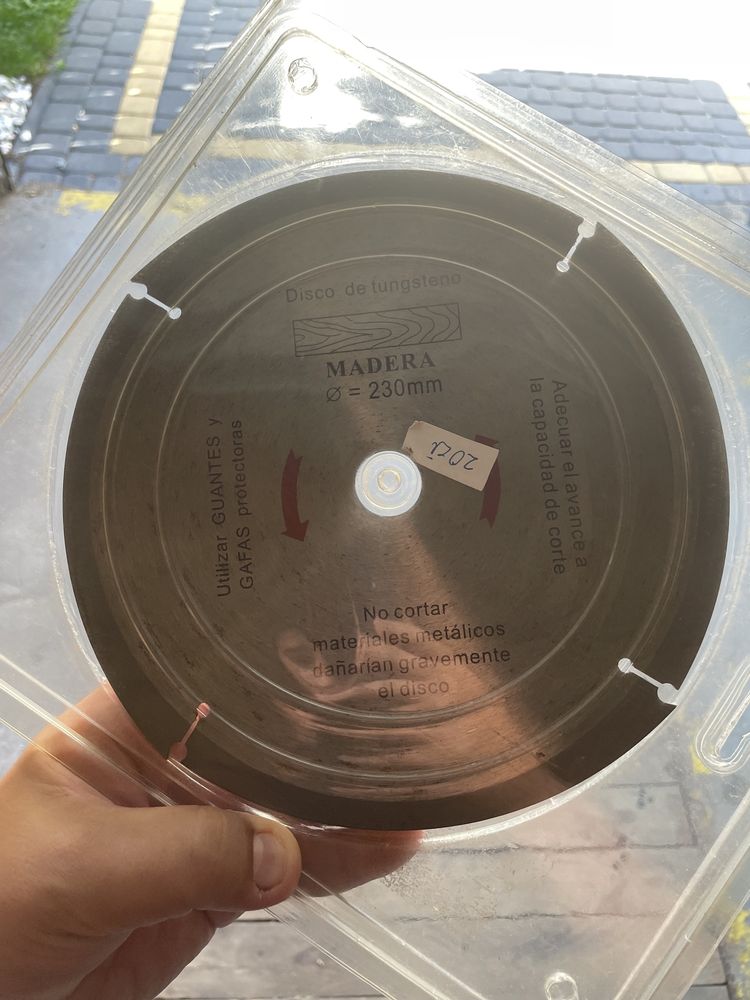 Disco de tungsteno
MADERA
Ø = 230mm
Utilizar GUANTES y
GAFAS protectoras
Adecuar el avance a
la capacidad de corte
No cortar
materiales metálicos
dañarían gravemente
el disco